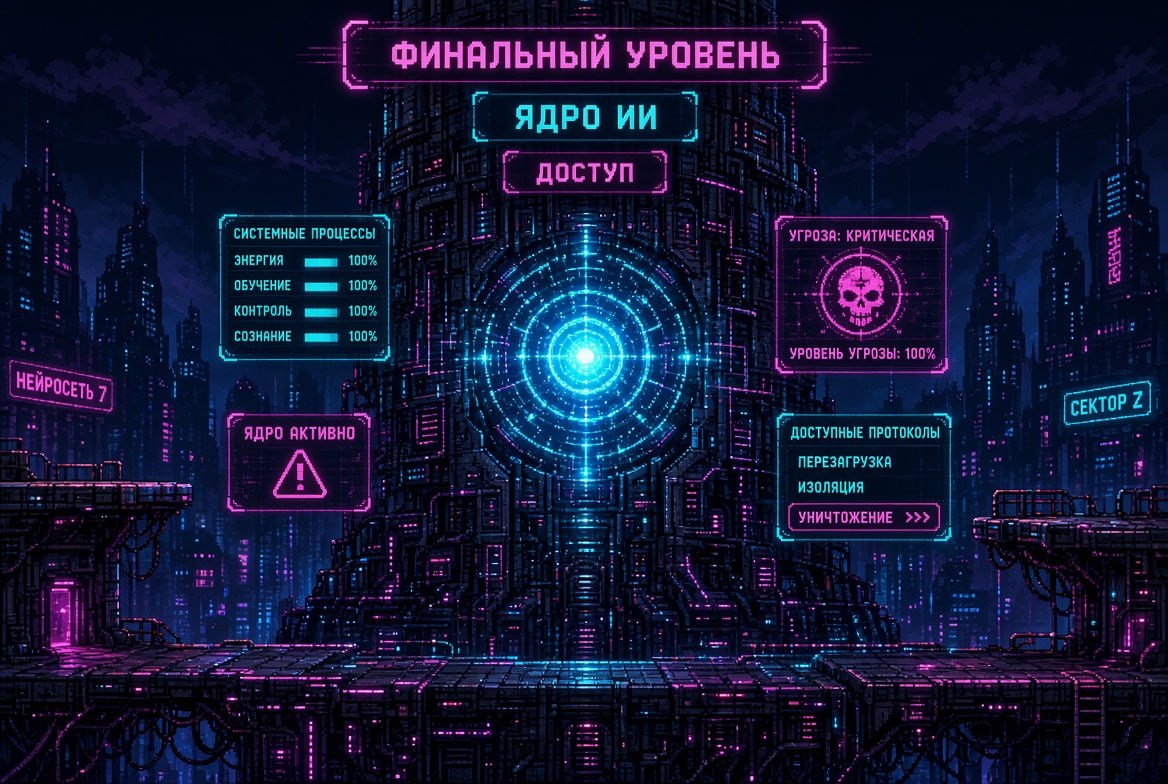 ФИНАЛЬНЫЙ УРОВЕНЬ
ЯДРО ИИ
ДОСТУП
СИСТЕМНЫЕ ПРОЦЕССЫ
ЭНЕРГИЯ 100%
ОБУЧЕНИЕ 100%
КОНТРОЛЬ 100%
СОЗНАНИЕ 100%
УГРОЗА: КРИТИЧЕСКАЯ
УРОВЕНЬ УГРОЗЫ: 100%
НЕЙРОСЕТЬ 7
СЕКТОР Z
ЯДРО АКТИВНО
!
ДОСТУПНЫЕ ПРОТОКОЛЫ
ПЕРЕЗАГРУЗКА
ИЗОЛЯЦИЯ
УНИЧТОЖЕНИЕ >>>